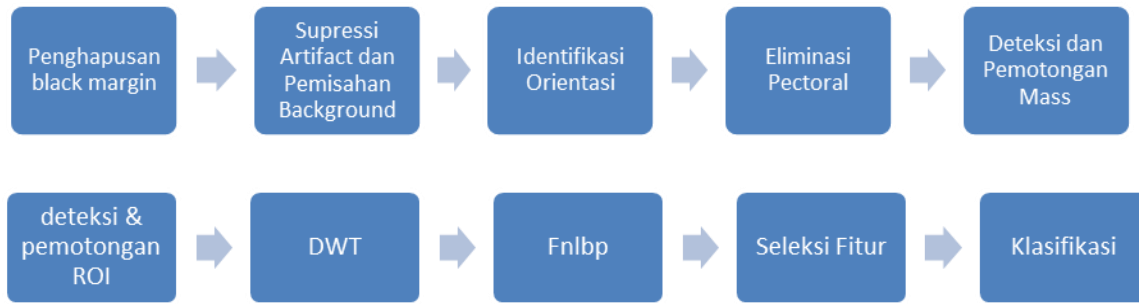 Penghapusan
black margin
Supressi
Artifact dan
Pemisahan
Background
Identifikasi
Orientasi
Eliminasi
Pectoral
Deteksi dan
Pemotongan
Mass
deteksi &
pemotongan
ROI
DWT
Fnlbp
Seleksi Fitur
Klasifikasi